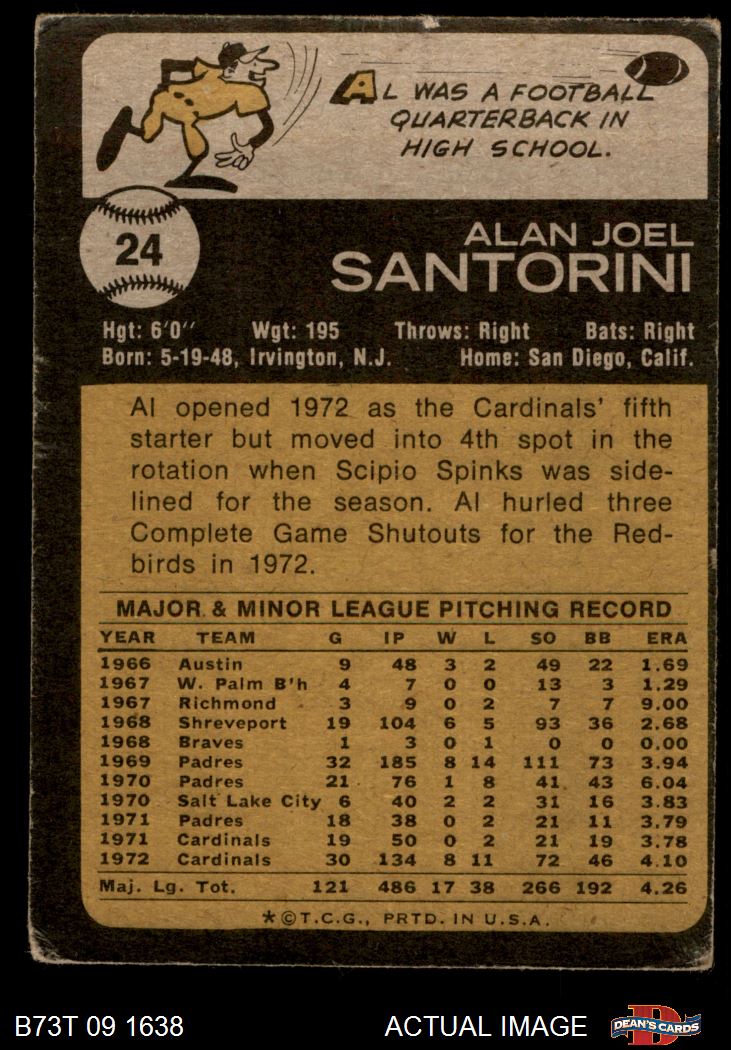 AL WAS A FOOTBALL
QUARTERBACK IN
HIGH SCHOOL.
24
ALAN JOEL
SANTORINI
Hgt: 6'0" Wgt: 195 Throws: Right Bats: Right
Born: 5-19-48, Irvington, N.J. Home: San Diego, Calif.
Al opened 1972 as the Cardinals' fifth
starter but moved into 4th spot in the
rotation when Scipio Spinks was side-
lined for the season. Al hurled three
Complete Game Shutouts for the Red-
birds in 1972.
MAJOR & MINOR LEAGUE PITCHING RECORD
YEAR TEAM G IP W L SO BB ERA
1966 Austin 9 48 3 2 49 22 1.69
1967 W. Palm B'h 4 7 0 0 13 3 1.29
1967 Richmond 3 9 0 2 7 7 9.00
1968 Shreveport 19 104 6 5 93 36 2.68
1968 Braves 1 3 0 1 0 0 0.00
1969 Padres 32 185 8 14 111 73 3.94
1970 Padres 21 76 1 8 41 43 6.04
1970 Salt Lake City 6 40 2 2 31 16 3.83
1971 Padres 18 38 0 2 21 11 3.79
1971 Cardinals 19 50 0 2 21 19 3.78
1972 Cardinals 30 134 8 11 72 46 4.10
Maj. Lg. Tot. 121 486 17 38 266 192 4.26
*©T.C.G., PRTD. IN U.S.A.
B73T 09 1638 ACTUAL IMAGE DEAN'S CARDS